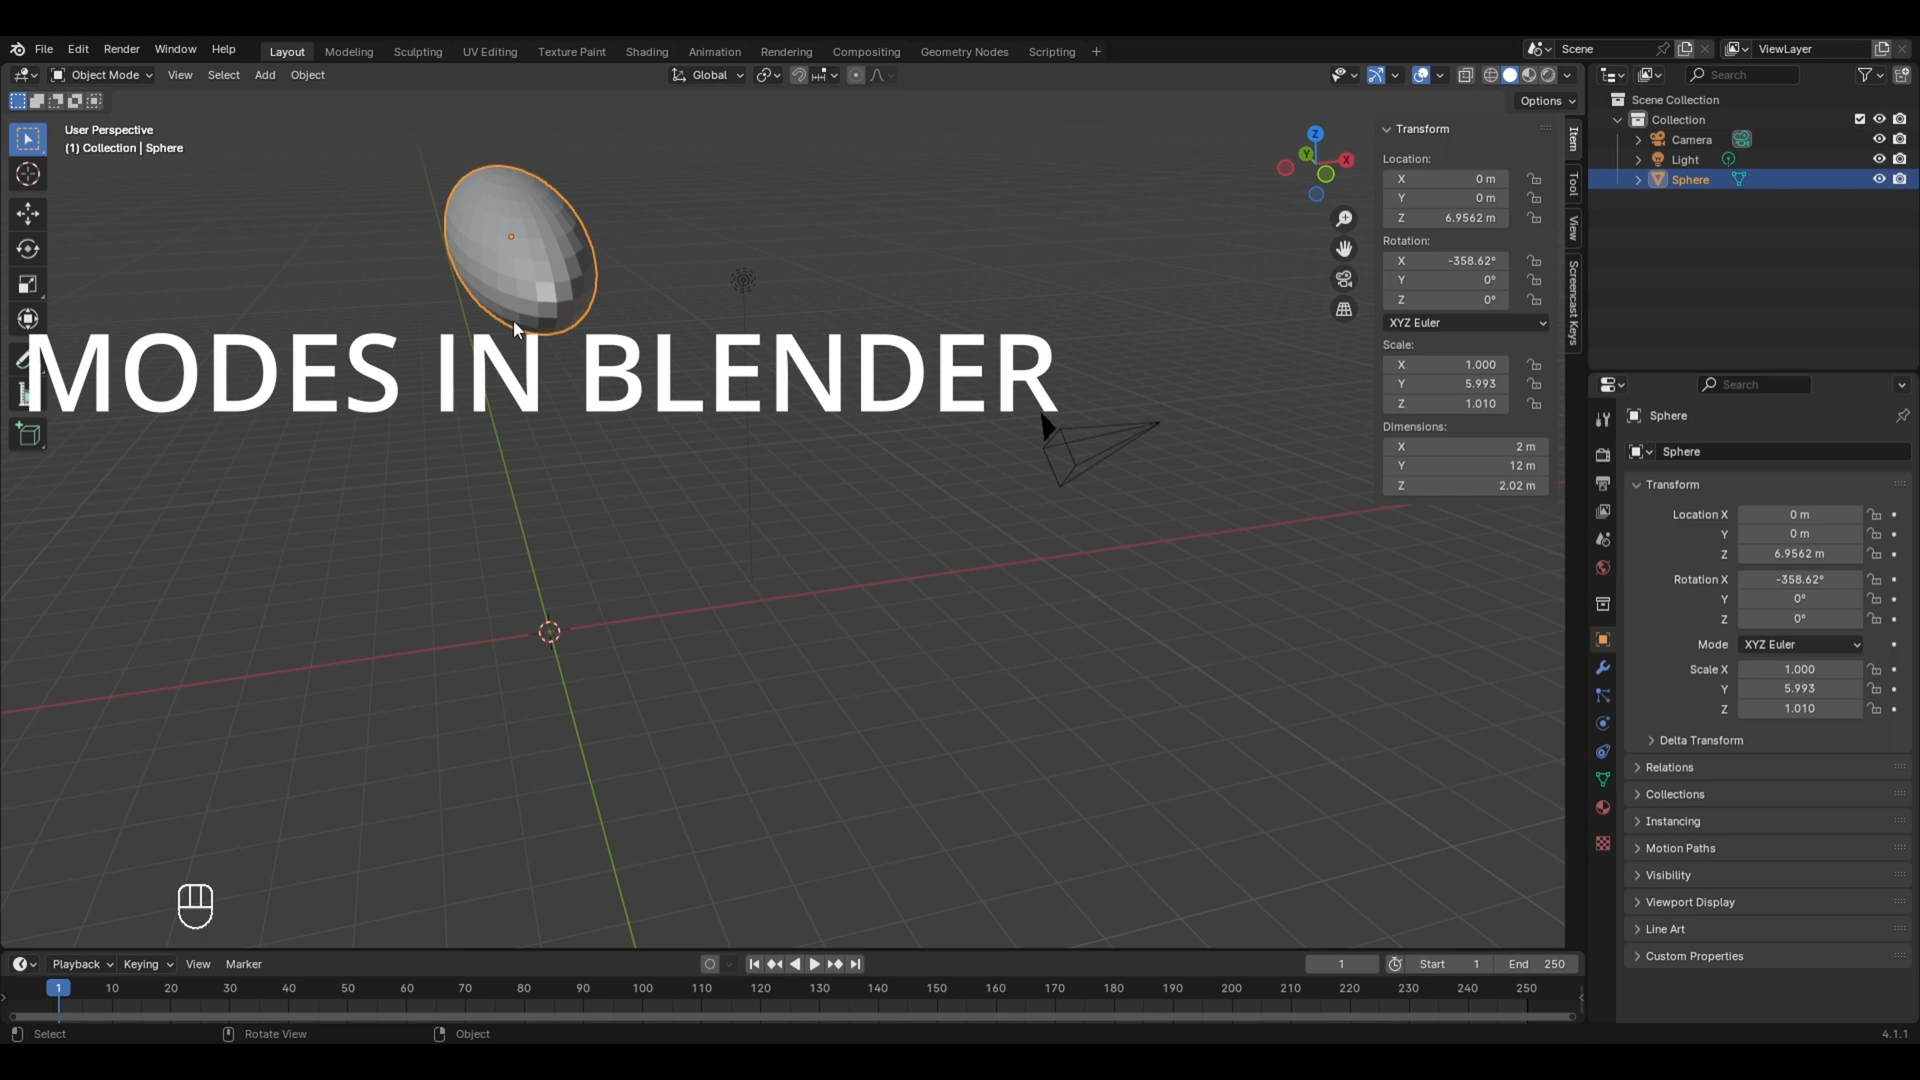 File Edit Render Window Help Layout Modeling Sculpting UV Editing Texture Paint Shading Animation Rendering Compositing Geometry Nodes Scripting + Scene ViewLayer
Object Mode View Select Add Object Global Search
Options
User Perspective
(1) Collection | Sphere
Z
Y
X
Transform
Location:
X 0 m
Y 0 m
Z 6.9562 m
Rotation:
X -358.62°
Y 0°
Z 0°
XYZ Euler
Scale:
X 1.000
Y 5.993
Z 1.010
Dimensions:
X 2 m
Y 12 m
Z 2.02 m
Item
Tool
View
Screencast Keys
MODES IN BLENDER
Scene Collection
Collection
Camera
Light
Sphere
Search
Sphere
Sphere
Transform
Location X 0 m
Y 0 m
Z 6.9562 m
Rotation X -358.62°
Y 0°
Z 0°
Mode XYZ Euler
Scale X 1.000
Y 5.993
Z 1.010
Delta Transform
Relations
Collections
Instancing
Motion Paths
Visibility
Viewport Display
Line Art
Custom Properties
Playback Keying View Marker 1 Start 1 End 250
1 10 20 30 40 50 60 70 80 90 100 110 120 130 140 150 160 170 180 190 200 210 220 230 240 250
Select Rotate View Object 4.1.1